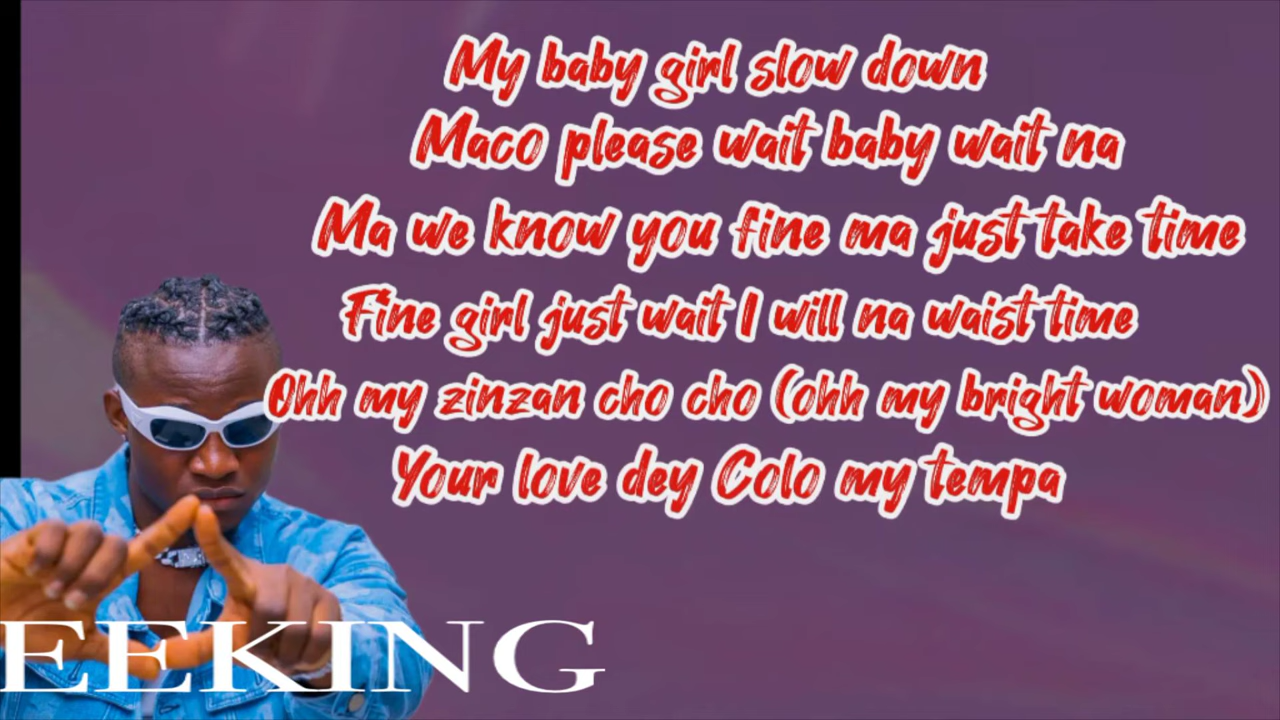 My baby girl slow down
Maco please wait baby wait na
Ma we know you fine ma just take time
Fine girl just wait I will na waist time
Ohh my zinzan cho cho (ohh my bright woman)
Your love dey Colo my tempa
EEKING